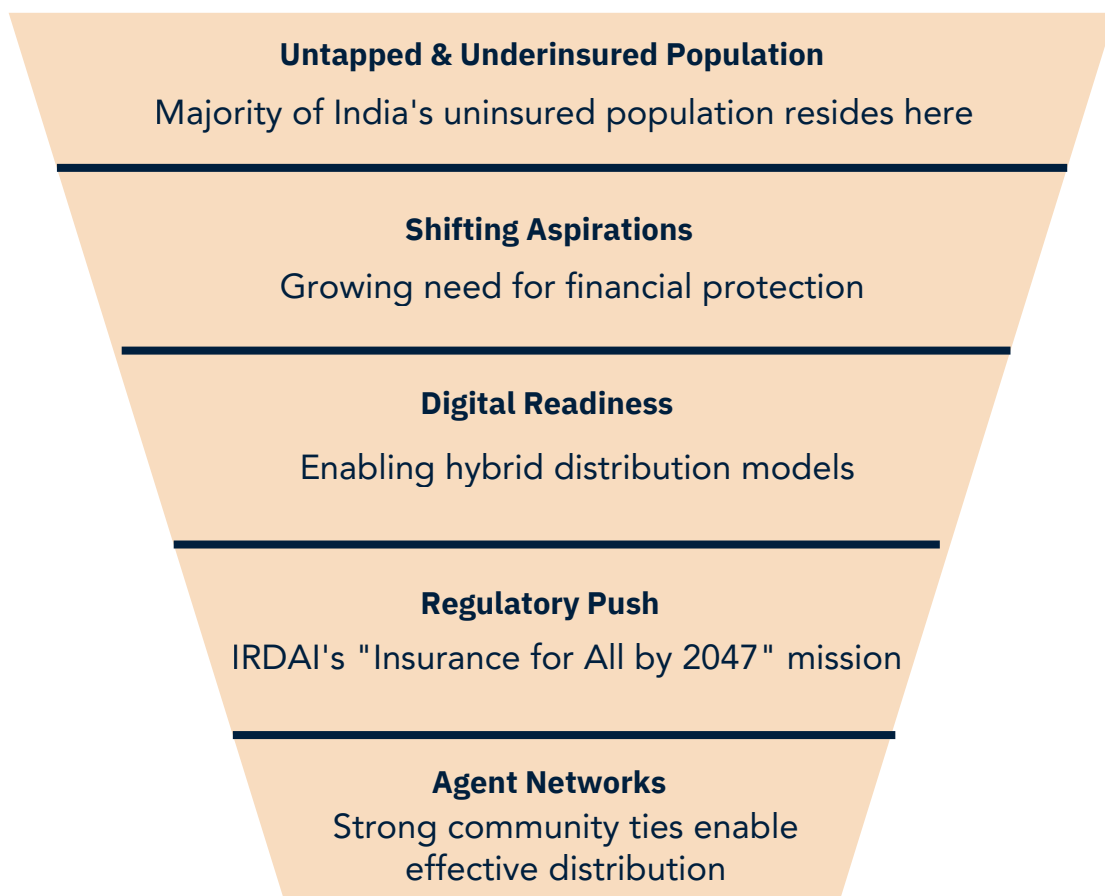 Untapped & Underinsured Population
Majority of India's uninsured population resides here
Shifting Aspirations
Growing need for financial protection
Digital Readiness
Enabling hybrid distribution models
Regulatory Push
IRDAI's "Insurance for All by 2047" mission
Agent Networks
Strong community ties enable
effective distribution